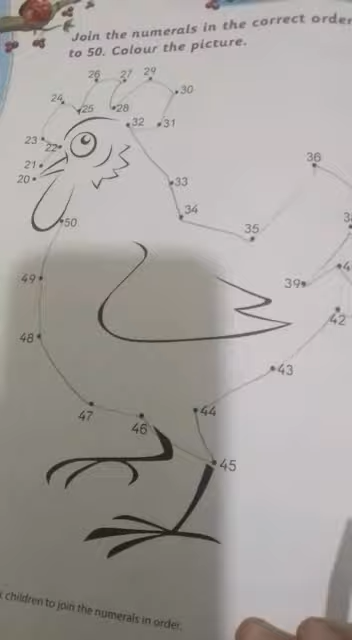 Join the numerals in the correct order
to 50. Colour the picture.
26 27 29
24 25 28 30
23 22 32 31
21
20
33
34
35
36
50
49
39
42
48
43
47
46
44
45
children to join the numerals in order.